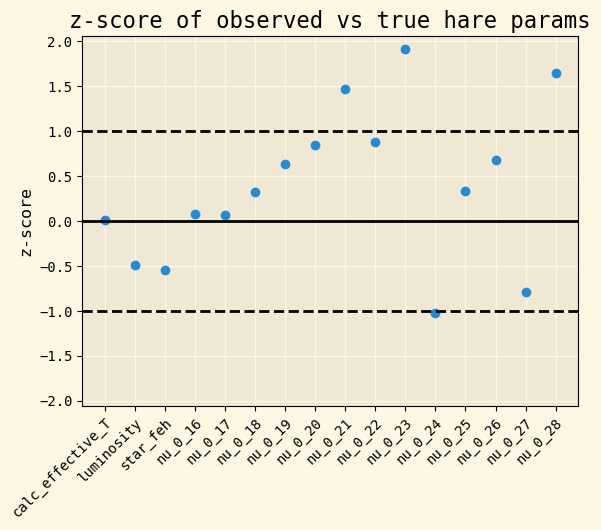 z-score of observed vs true hare params
z-score
2.0
1.5
1.0
0.5
0.0
−0.5
−1.0
−1.5
−2.0
calc_effective_T
luminosity
star_feh
nu_0_16
nu_0_17
nu_0_18
nu_0_19
nu_0_20
nu_0_21
nu_0_22
nu_0_23
nu_0_24
nu_0_25
nu_0_26
nu_0_27
nu_0_28